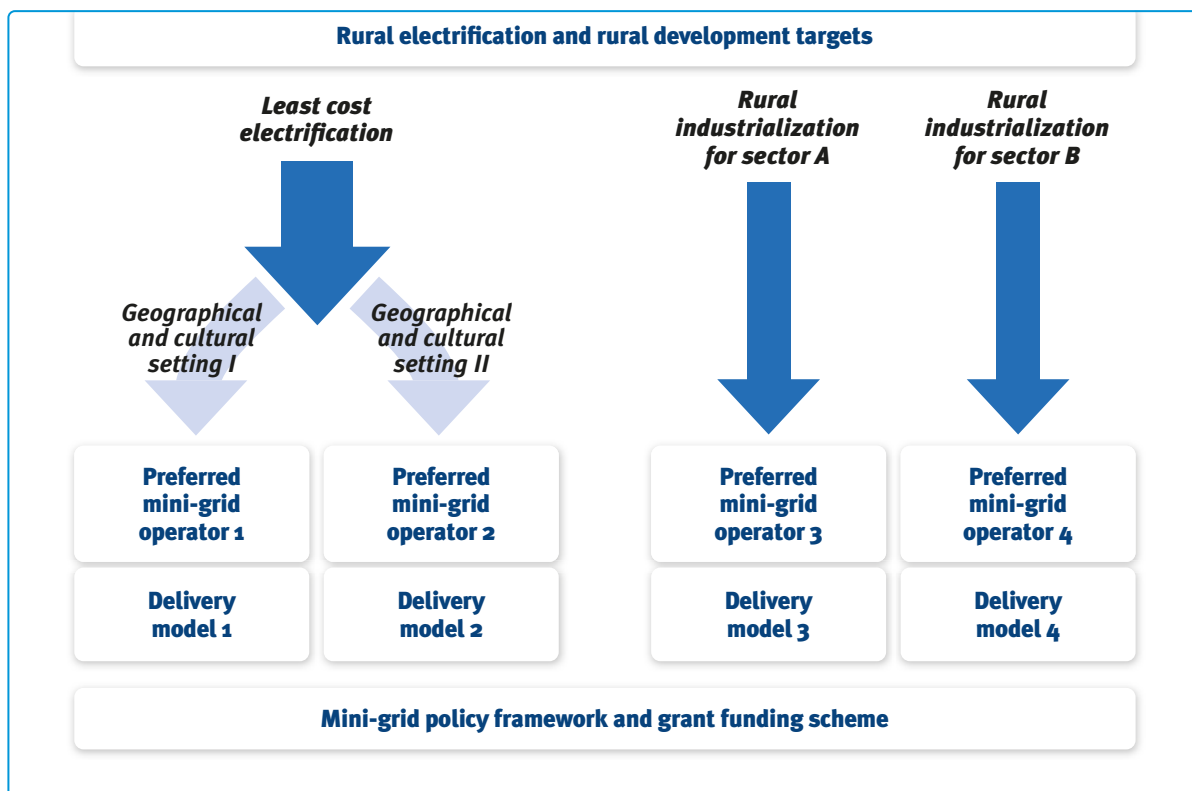 Rural electrification and rural development targets
Least cost
electrification
Rural
industrialization
for sector A
Rural
industrialization
for sector B
Geographical
and cultural
setting I
Geographical
and cultural
setting II
Preferred
mini-grid
operator 1
Preferred
mini-grid
operator 2
Preferred
mini-grid
operator 3
Preferred
mini-grid
operator 4
Delivery
model 1
Delivery
model 2
Delivery
model 3
Delivery
model 4
Mini-grid policy framework and grant funding scheme